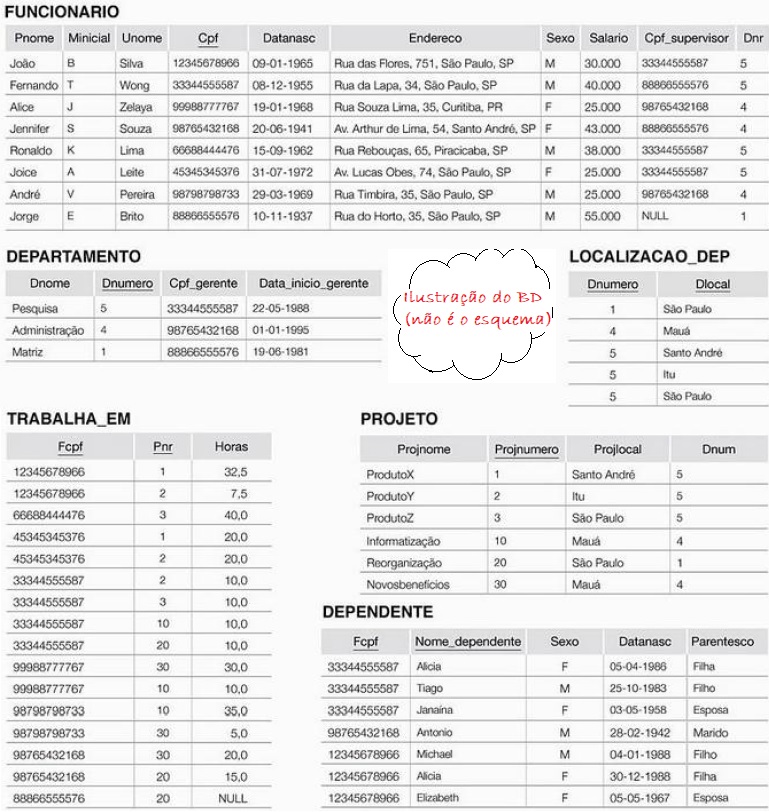 FUNCIONARIO
Pnome Minicial Unome Cpf Datanasc Endereco Sexo Salario Cpf_supervisor Dnr
João B Silva 12345678966 09-01-1965 Rua das Flores, 751, São Paulo, SP M 30.000 33344555587 5
Fernando T Wong 33344555587 08-12-1955 Rua da Lapa, 34, São Paulo, SP M 40.000 88866555576 5
Alice J Zelaya 99988777767 19-01-1968 Rua Souza Lima, 35, Curitiba, PR F 25.000 98765432168 4
Jennifer S Souza 98765432168 20-06-1941 Av. Arthur de Lima, 54, Santo André, SP F 43.000 88866555576 4
Ronaldo K Lima 66688444476 15-09-1962 Rua Rebouças, 65, Piracicaba, SP M 38.000 33344555587 5
Joice A Leite 45345345376 31-07-1972 Av. Lucas Obes, 74, São Paulo, SP F 25.000 33344555587 5
André V Pereira 98798798733 29-03-1969 Rua Timbira, 35, São Paulo, SP M 25.000 98765432168 4
Jorge E Brito 88866555576 10-11-1937 Rua do Horto, 35, São Paulo, SP M 55.000 NULL 1
DEPARTAMENTO
Dnome Dnumero Cpf_gerente Data_inicio_gerente
Pesquisa 5 33344555587 22-05-1988
Administração 4 98765432168 01-01-1995
Matriz 1 88866555576 19-06-1981
Ilustração do BD
(não é o esquema)
LOCALIZACAO_DEP
Dnumero Dlocal
1 São Paulo
4 Mauá
5 Santo André
5 Itu
5 São Paulo
TRABALHA_EM
Fcpf Pnr Horas
12345678966 1 32,5
12345678966 2 7,5
66688444476 3 40,0
45345345376 1 20,0
45345345376 2 20,0
33344555587 2 10,0
33344555587 3 10,0
33344555587 10 10,0
33344555587 20 10,0
99988777767 30 30,0
99988777767 10 10,0
98798798733 10 35,0
98798798733 30 5,0
98765432168 30 20,0
98765432168 20 15,0
88866555576 20 NULL
PROJETO
Projnome Projnumero Projlocal Dnum
ProdutoX 1 Santo André 5
ProdutoY 2 Itu 5
ProdutoZ 3 São Paulo 5
Informatização 10 Mauá 4
Reorganização 20 São Paulo 1
Novosbenefícios 30 Mauá 4
DEPENDENTE
Fcpf Nome_dependente Sexo Datanasc Parentesco
33344555587 Alicia F 05-04-1986 Filha
33344555587 Tiago M 25-10-1983 Filho
33344555587 Janaína F 03-05-1958 Esposa
98765432168 Antonio M 28-02-1942 Marido
12345678966 Michael M 04-01-1988 Filho
12345678966 Alicia F 30-12-1988 Filha
12345678966 Elizabeth F 05-05-1967 Esposa